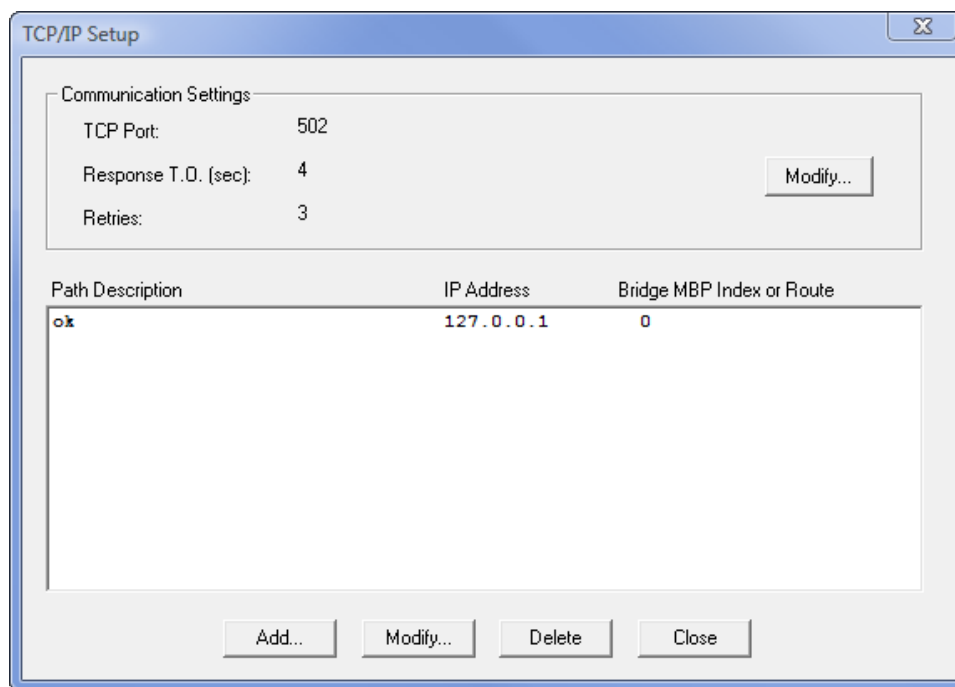 TCP/IP Setup
Communication Settings
TCP Port: 502
Response T.O. (sec): 4
Modify...
Retries: 3
Path Description IP Address Bridge MBP Index or Route
ok 127.0.0.1 0
Add... Modify... Delete Close